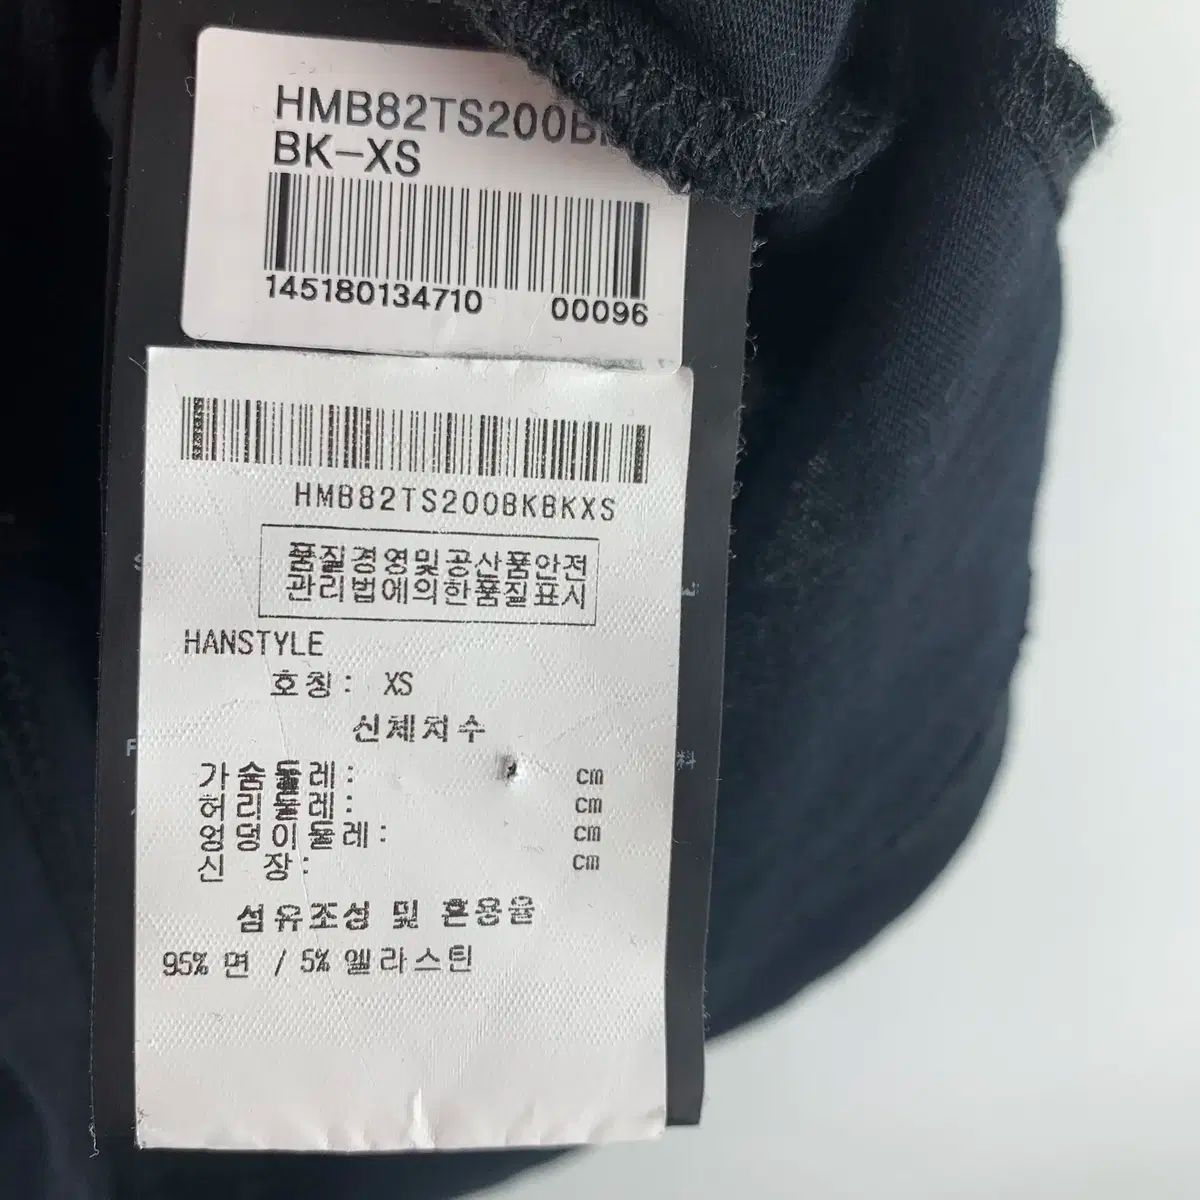 HMB82TS200B
BK-XS
145180134710 00096
HMB82TS200BKBKXS
품질경영및공산품안전
관리법에의한품질표시
HANSTYLE
호칭: XS
신체치수
가슴둘레: cm
허리둘레: cm
엉덩이둘레: cm
신 장: cm
섬유조성 및 혼용율
95% 면 / 5% 엘라스틴
料